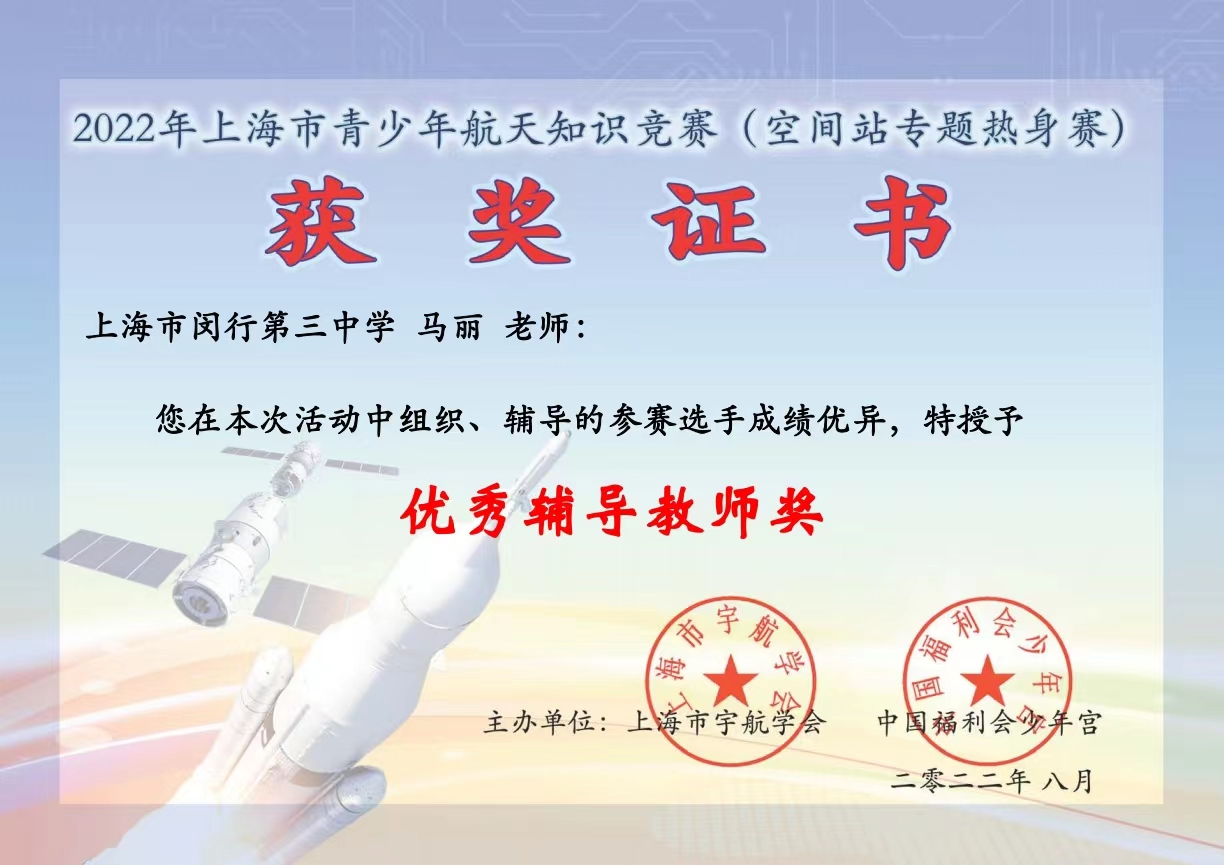 2022年上海市青少年航天知识竞赛（空间站专题热身赛）
获奖证书
上海市闵行第三中学 马丽 老师：
您在本次活动中组织、辅导的参赛选手成绩优异，特授予
优秀辅导教师奖
上海市宇航学会
中国福利会少年宫
主办单位：上海市宇航学会 中国福利会少年宫
二零二二年 八月